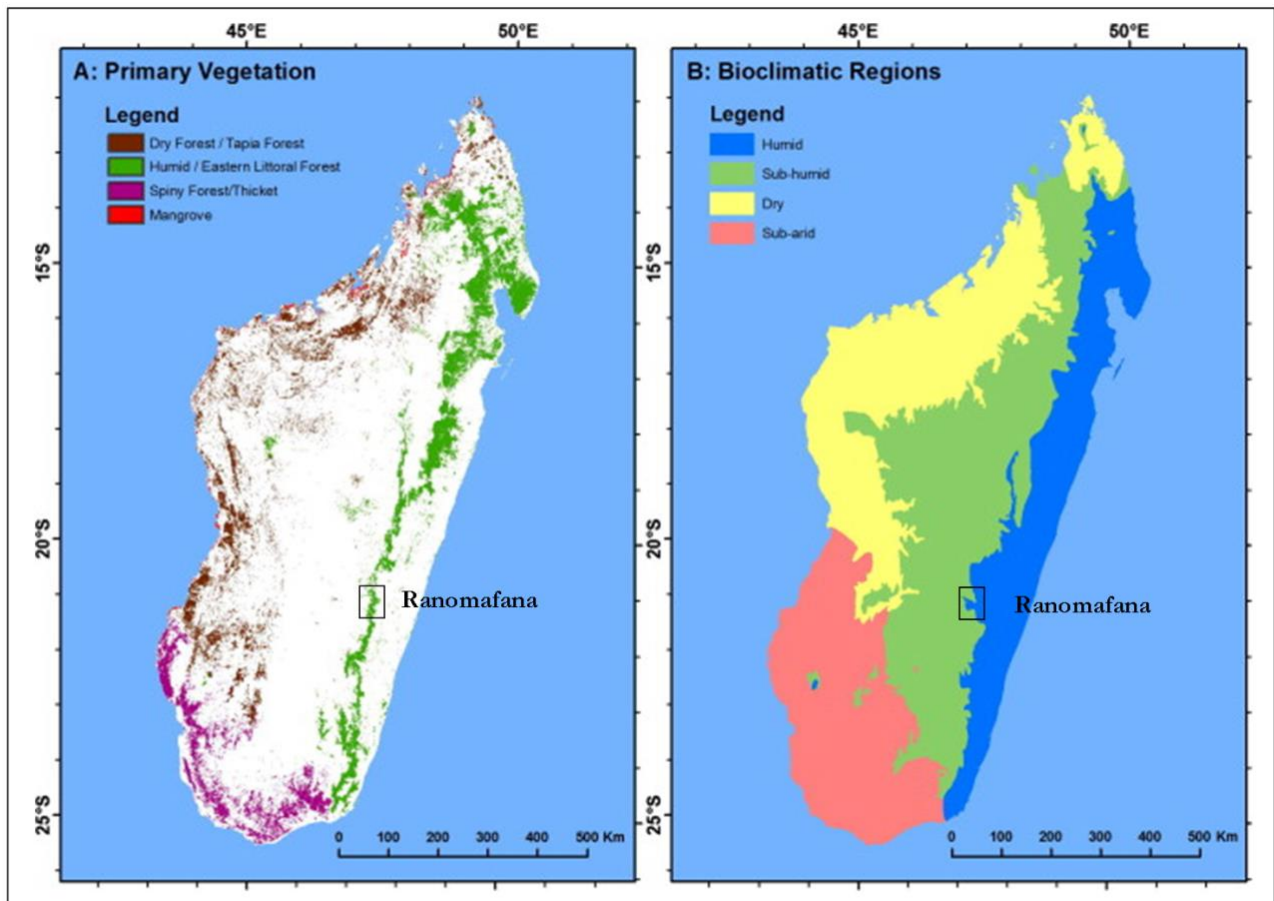 45°E 50°E
A: Primary Vegetation
Legend
Dry Forest / Tapia Forest
Humid / Eastern Littoral Forest
Spiny Forest/Thicket
Mangrove
15°S
20°S
25°S
Ranomafana
0 100 200 300 400 500 Km
45°E 50°E
B: Bioclimatic Regions
Legend
Humid
Sub-humid
Dry
Sub-arid
15°S
20°S
25°S
Ranomafana
0 100 200 300 400 500 Km